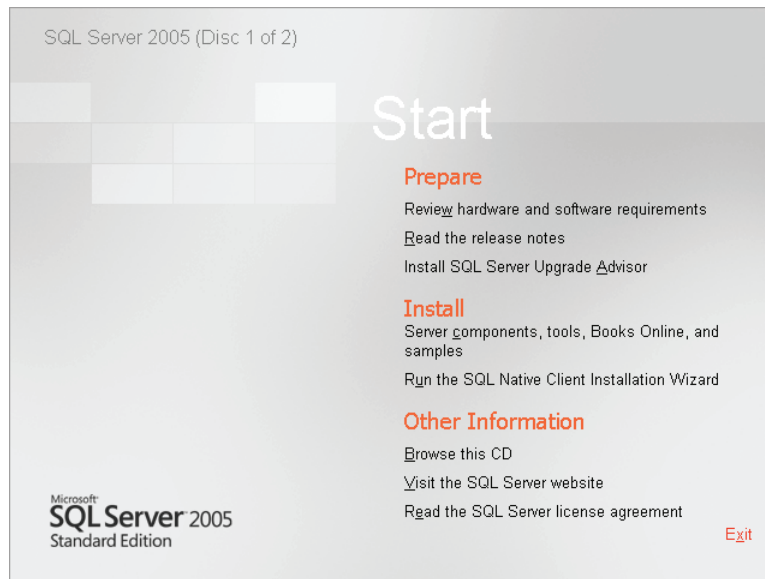 SQL Server 2005 (Disc 1 of 2)
Start
Prepare
Review hardware and software requirements
Read the release notes
Install SQL Server Upgrade Advisor
Install
Server components, tools, Books Online, and
samples
Run the SQL Native Client Installation Wizard
Other Information
Browse this CD
Visit the SQL Server website
Read the SQL Server license agreement
Exit
Microsoft
SQL Server 2005
Standard Edition